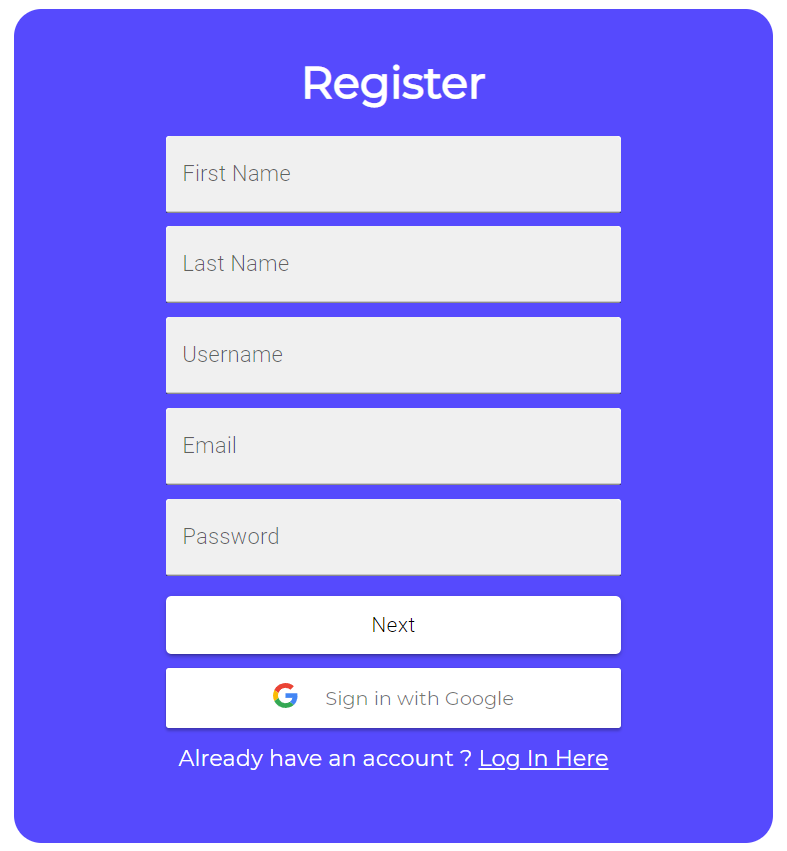 Register
First Name
Last Name
Username
Email
Password
Next
Sign in with Google
Already have an account ? Log In Here